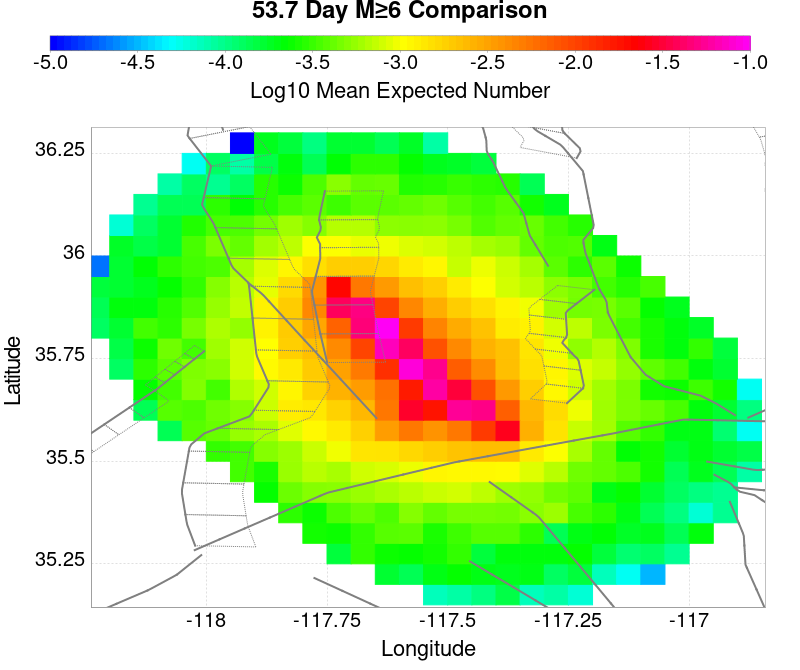 53.7 Day M≥6 Comparison
-5.0 -4.5 -4.0 -3.5 -3.0 -2.5 -2.0 -1.5 -1.0
Log10 Mean Expected Number
36.25
36
35.75
35.5
35.25
Latitude
-118 -117.75 -117.5 -117.25 -117
Longitude